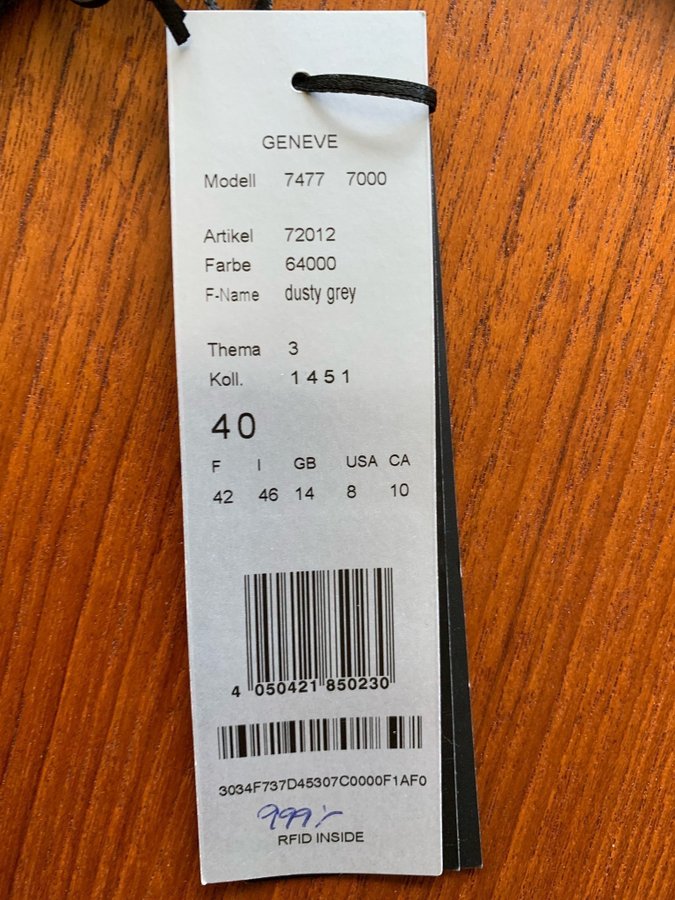 GENEVE
Modell 7477 7000
Artikel 72012
Farbe 64000
F-Name dusty grey
Thema 3
Koll. 1451
40
F I GB USA CA
42 46 14 8 10
4 050421 850230
3034F737D45307C0000F1AF0
999:-
RFID INSIDE